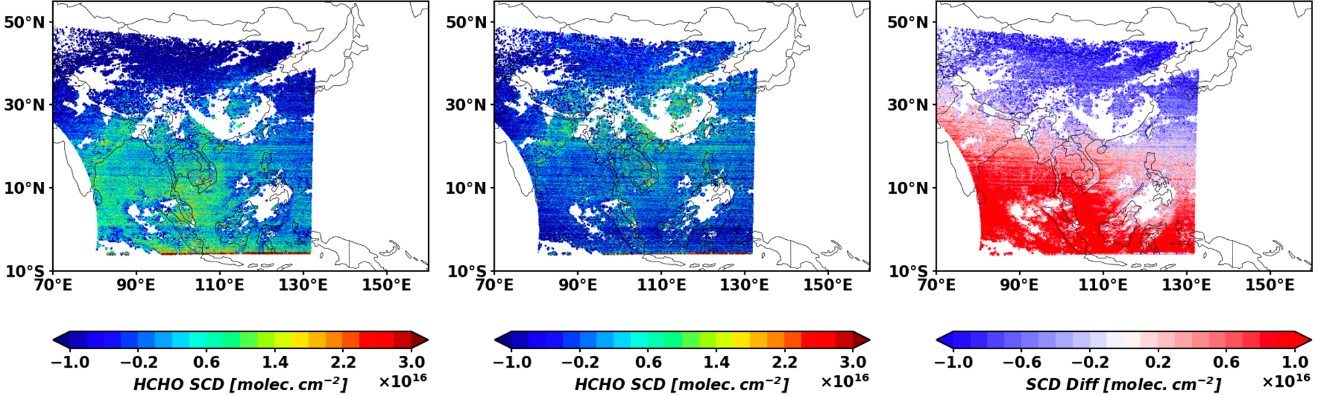 50°N
30°N
10°N
10°S
70°E 90°E 110°E 130°E 150°E
−1.0 −0.2 0.6 1.4 2.2 3.0
×10¹⁶
HCHO SCD [molec. cm⁻²]
50°N
30°N
10°N
10°S
70°E 90°E 110°E 130°E 150°E
−1.0 −0.2 0.6 1.4 2.2 3.0
×10¹⁶
HCHO SCD [molec. cm⁻²]
50°N
30°N
10°N
10°S
70°E 90°E 110°E 130°E 150°E
−1.0 −0.6 −0.2 0.2 0.6 1.0
×10¹⁶
SCD Diff [molec. cm⁻²]